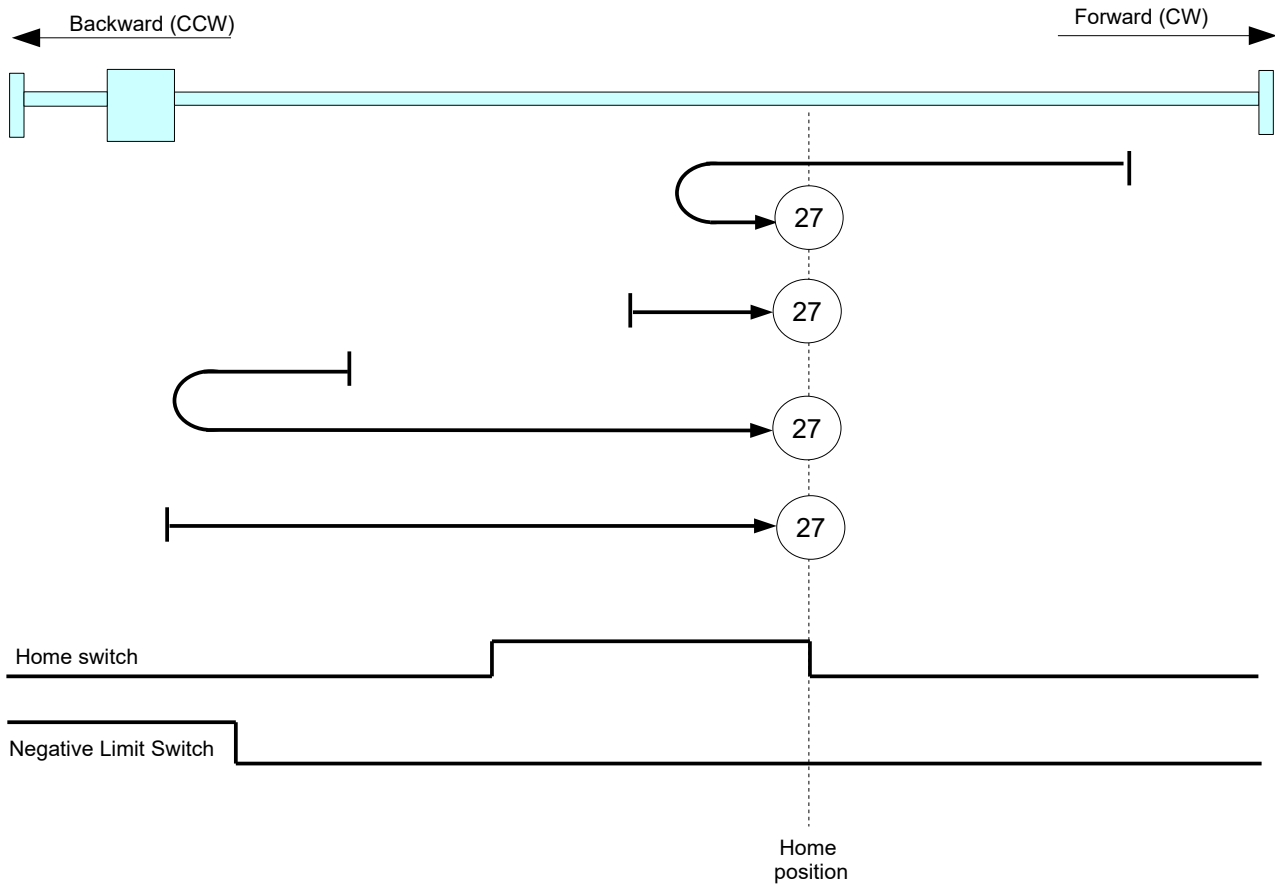 Backward (CCW)
Forward (CW)
27
27
27
27
Home switch
Negative Limit Switch
Home
position